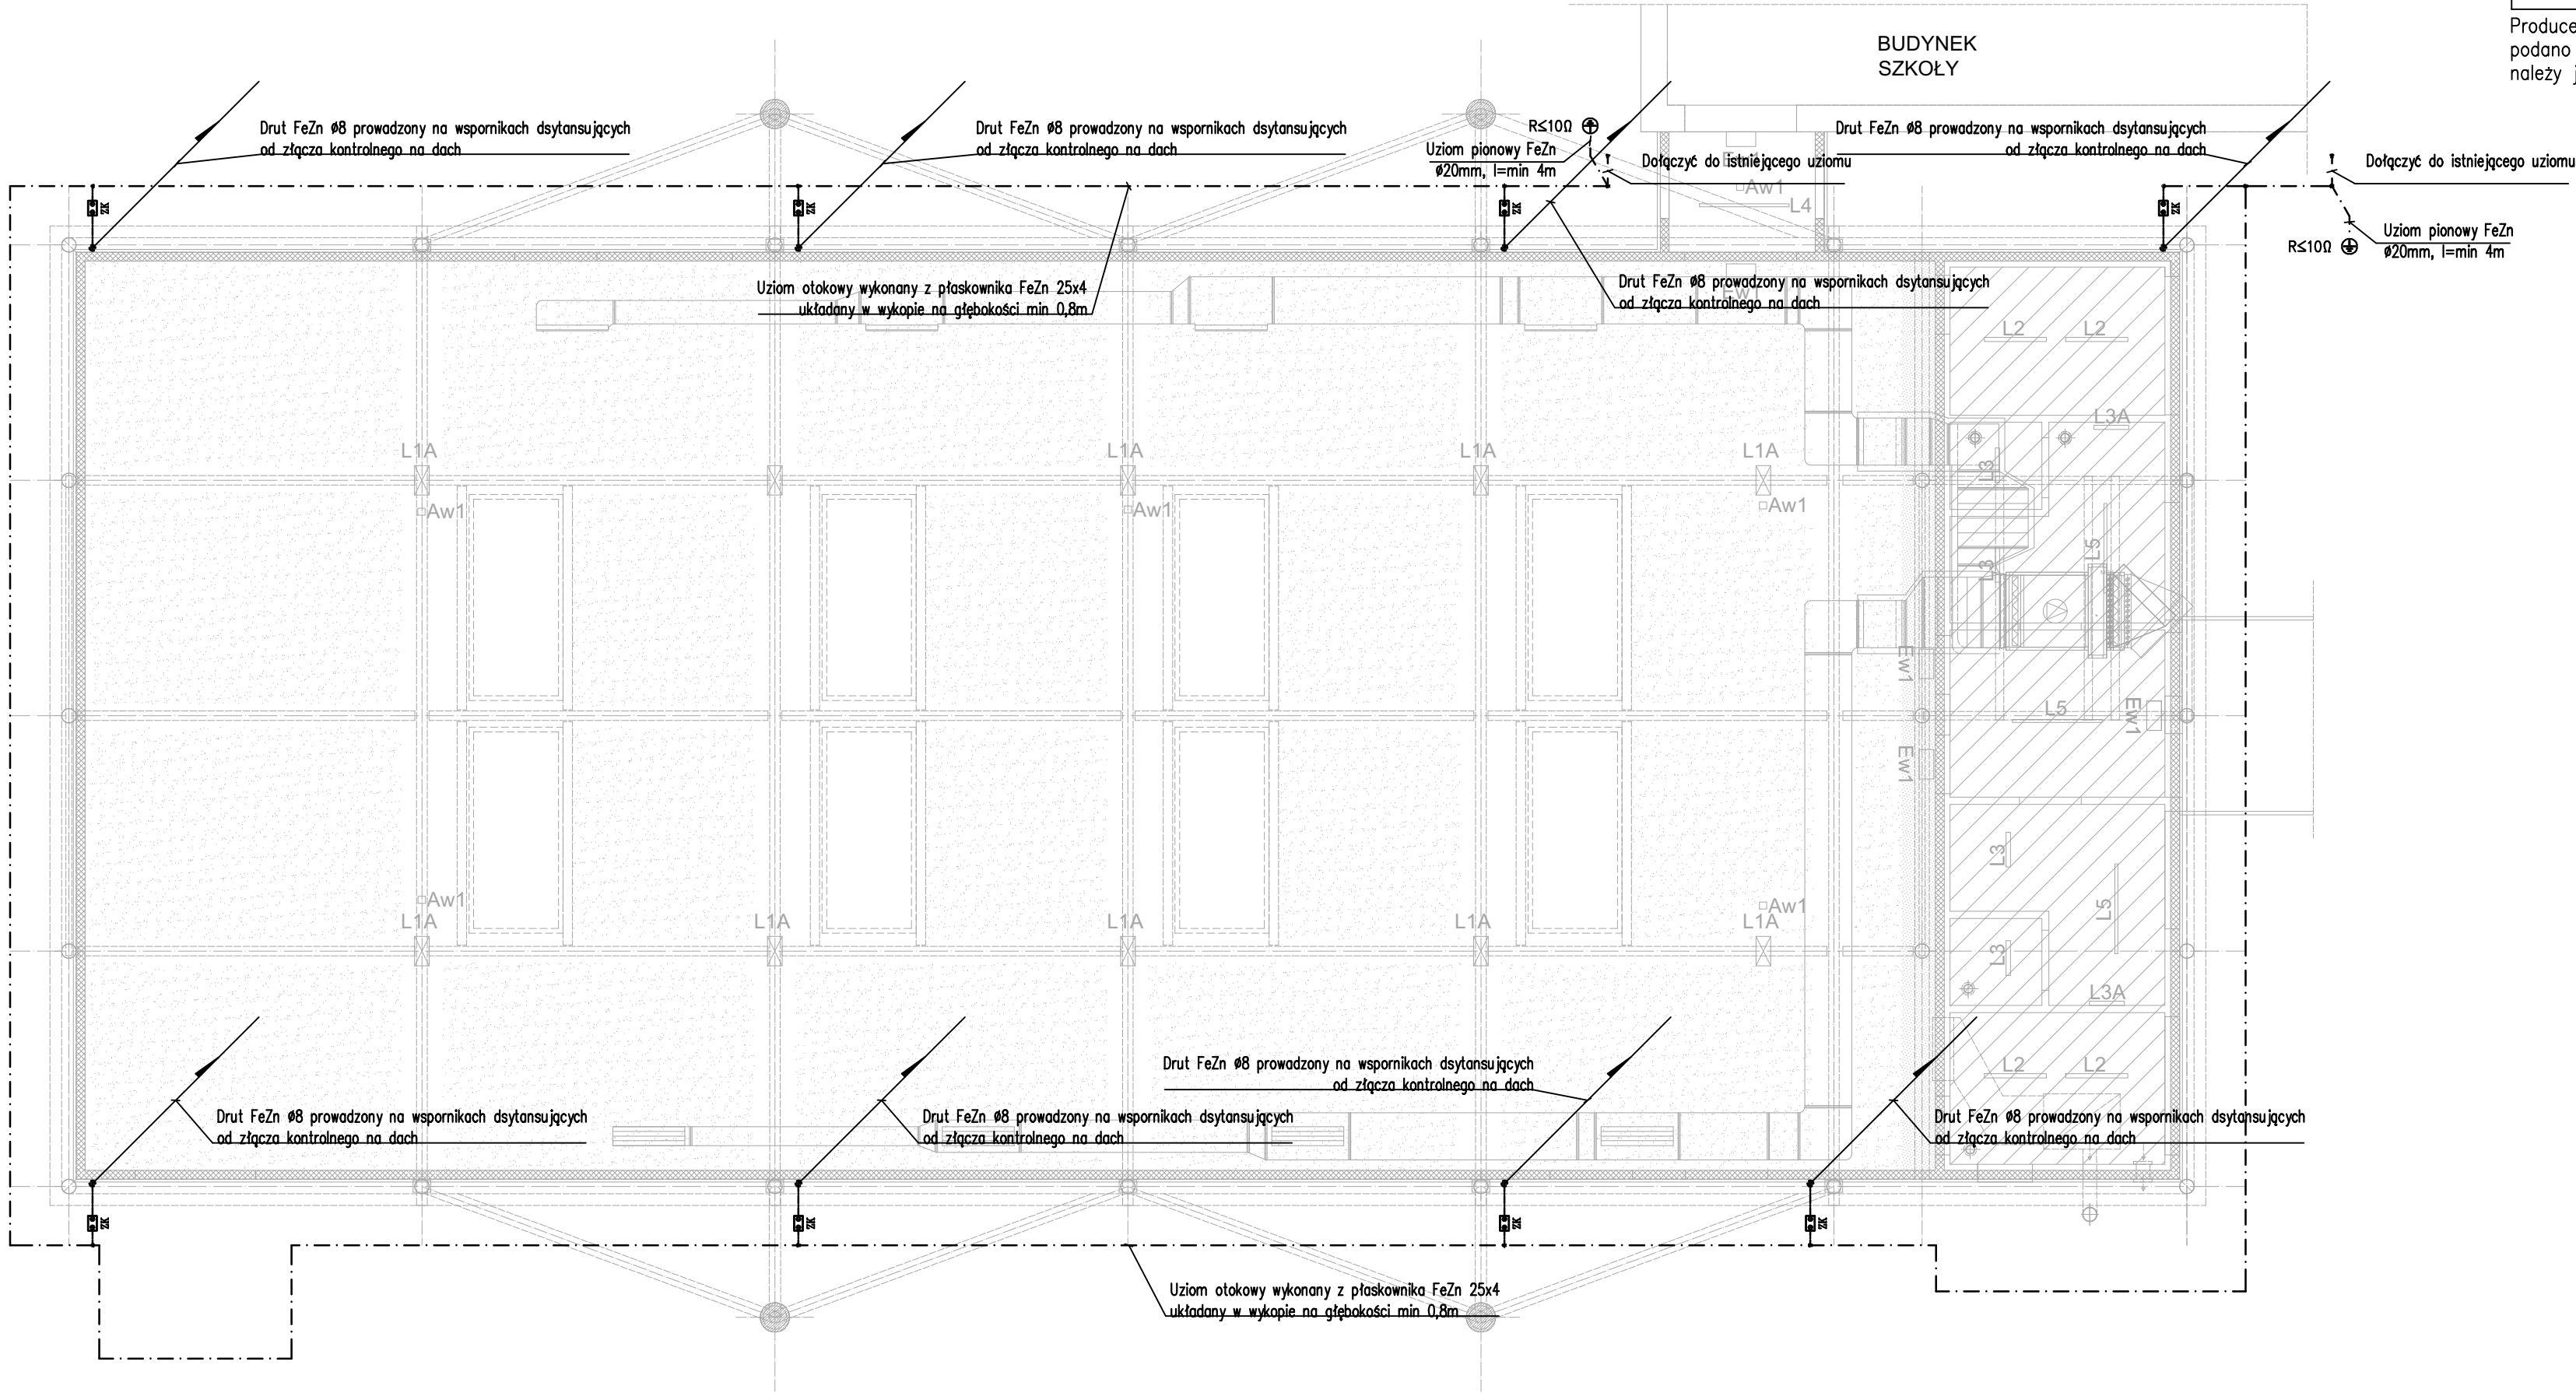 BUDYNEK
SZKOŁY
Produce
podano
należy j
Drut FeZn Ø8 prowadzony na wspornikach dsytansujących
od złącza kontrolnego na dach
Drut FeZn Ø8 prowadzony na wspornikach dsytansujących
od złącza kontrolnego na dach
R≤10Ω
Uziom pionowy FeZn
Ø20mm, l=min 4m
Dołączyć do istniejącego uziomu
Drut FeZn Ø8 prowadzony na wspornikach dsytansujących
od złącza kontrolnego na dach
Dołączyć do istniejącego uziomu
Aw1
L4
ZK
ZK
ZK
ZK
Uziom pionowy FeZn
Ø20mm, l=min 4m
R≤10Ω
Uziom otokowy wykonany z płaskownika FeZn 25x4
układany w wykopie na głębokości min 0,8m
Drut FeZn Ø8 prowadzony na wspornikach dsytansujących
od złącza kontrolnego na dach
L2
L2
L3A
L1A
L1A
L1A
L1A
L3
Aw1
Aw1
Aw1
L5
L3
Ew1
L5
Ew1
Ew1
L3
Aw1
Aw1
L5
L1A
L1A
L1A
L1A
L1A
L3
L3A
L2
L2
Drut FeZn Ø8 prowadzony na wspornikach dsytansujących
od złącza kontrolnego na dach
Drut FeZn Ø8 prowadzony na wspornikach dsytansujących
od złącza kontrolnego na dach
Drut FeZn Ø8 prowadzony na wspornikach dsytansujących
od złącza kontrolnego na dach
Drut FeZn Ø8 prowadzony na wspornikach dsytansujących
od złącza kontrolnego na dach
ZK
ZK
ZK
ZK
Uziom otokowy wykonany z płaskownika FeZn 25x4
układany w wykopie na głębokości min 0,8m